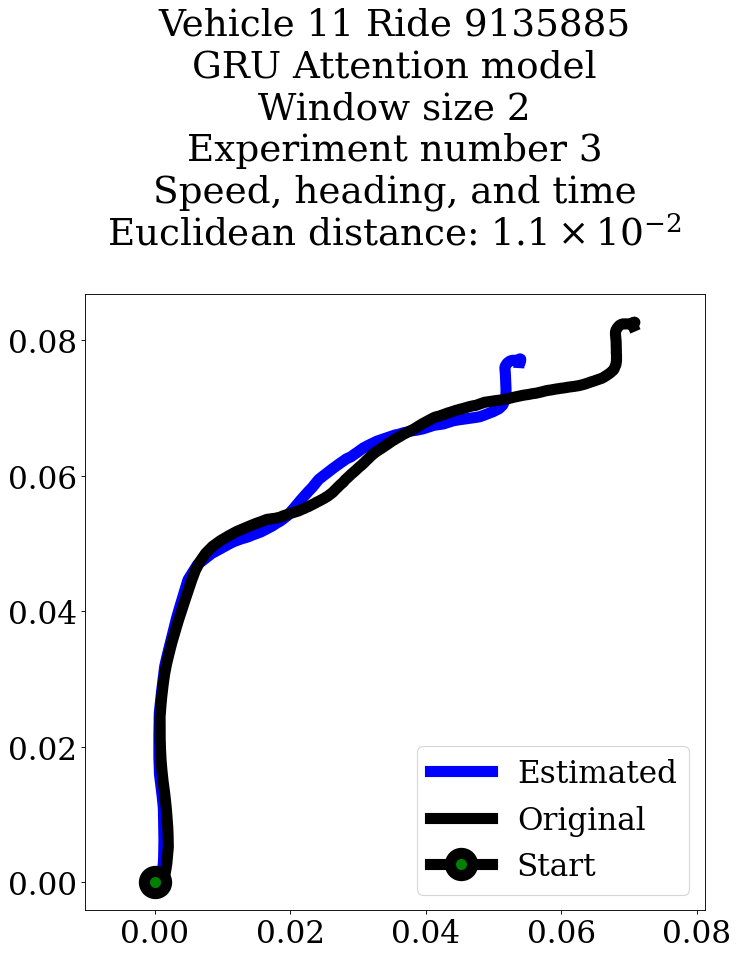 Vehicle 11 Ride 9135885
GRU Attention model
Window size 2
Experiment number 3
Speed, heading, and time
Euclidean distance: 1.1 × 10⁻²
0.08
0.06
0.04
0.02
0.00
Estimated
Original
Start
0.00 0.02 0.04 0.06 0.08